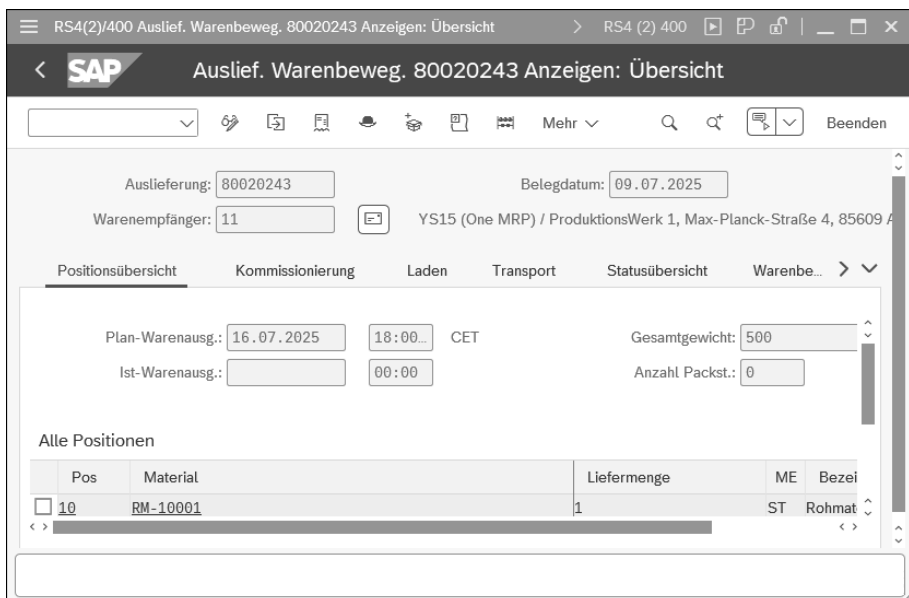 RS4(2)/400 Auslief. Warenbeweg. 80020243 Anzeigen: Übersicht RS4 (2) 400
SAP Auslief. Warenbeweg. 80020243 Anzeigen: Übersicht
Mehr Beenden
Auslieferung: 80020243 Belegdatum: 09.07.2025
Warenempfänger: 11 YS15 (One MRP) / ProduktionsWerk 1, Max-Planck-Straße 4, 85609 A
Positionsübersicht Kommissionierung Laden Transport Statusübersicht Warenbe...
Plan-Warenausg.: 16.07.2025 18:00... CET Gesamtgewicht: 500
Ist-Warenausg.: 00:00 Anzahl Packst.: 0
Alle Positionen
Pos Material Liefermenge ME Bezei
10 RM-10001 1 ST Rohmat